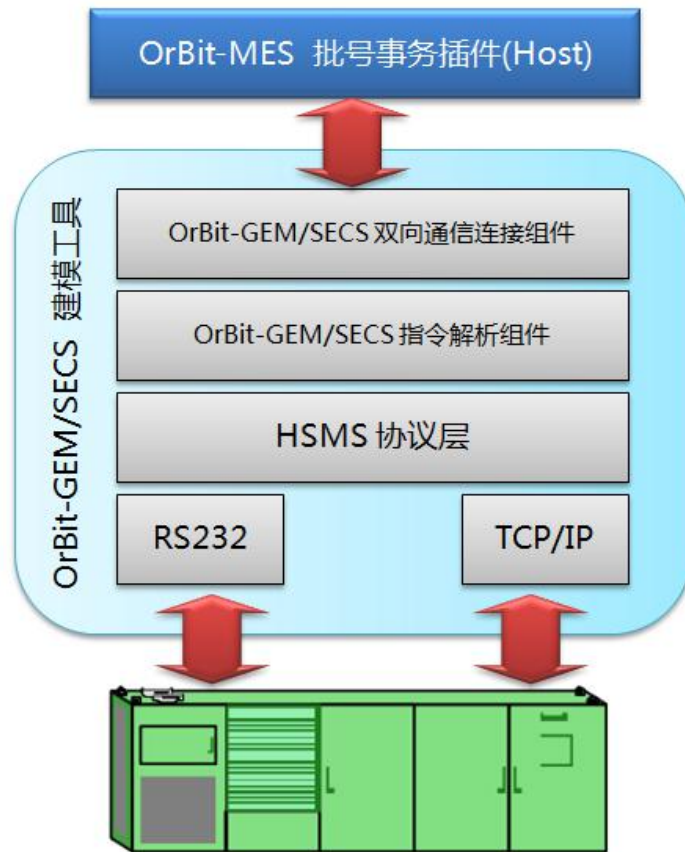 OrBit-MES 批号事务插件(Host)
OrBit-GEM/SECS 建模工具
OrBit-GEM/SECS 双向通信连接组件
OrBit-GEM/SECS 指令解析组件
HSMS 协议层
RS232
TCP/IP